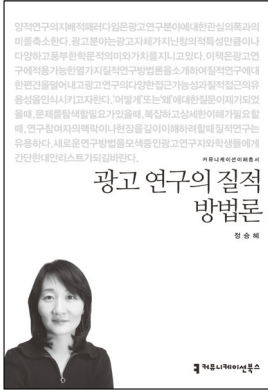 양적연구의지배적패러다임은광고연구분야에대한관심의폭과의
미를축소한다. 광고분야는광고자체가지닌창의적특성만큼이나
다양하고풍부한학문적의미와가치를지니고있다. 이책은광고연
구에적용가능한열가지질적연구방법론을소개하여질적연구에대
한편견을덜어내고광고연구의다양한접근가능성과질적접근의유
용성을인식시키고자한다. ‘어떻게’ 또는‘왜’에대한질문이제기되었
을때, 문제를탐색할필요가있을때, 복잡하고상세한이해가필요할
때, 연구참여자의맥락이나현장을깊이이해하려할때질적연구는
유용하다. 새로운연구방법을모색중인광고연구자와학생들에게
간단한대안리스트가되길바란다.
커뮤니케이션이해총서
광고 연구의 질적
방법론
정승혜
커뮤니케이션북스